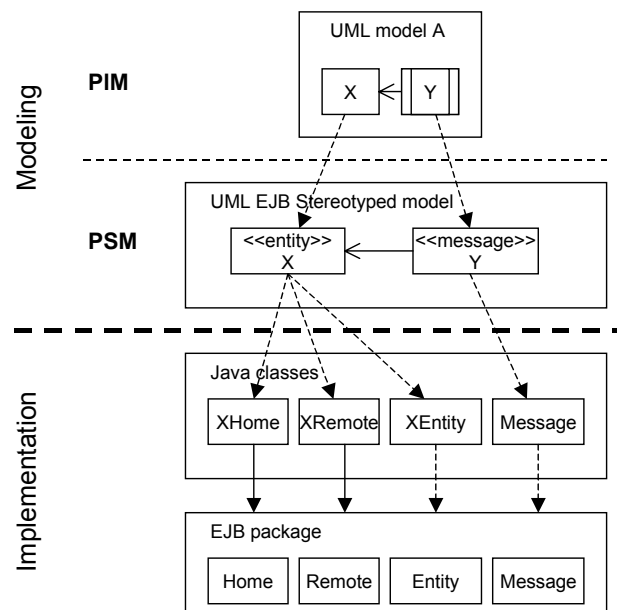 UML model A
Modeling
PIM
X
Y
UML EJB Stereotyped model
PSM
<<entity>>
X
<<message>>
Y
Java classes
Implementation
XHome
XRemote
XEntity
Message
EJB package
Home
Remote
Entity
Message